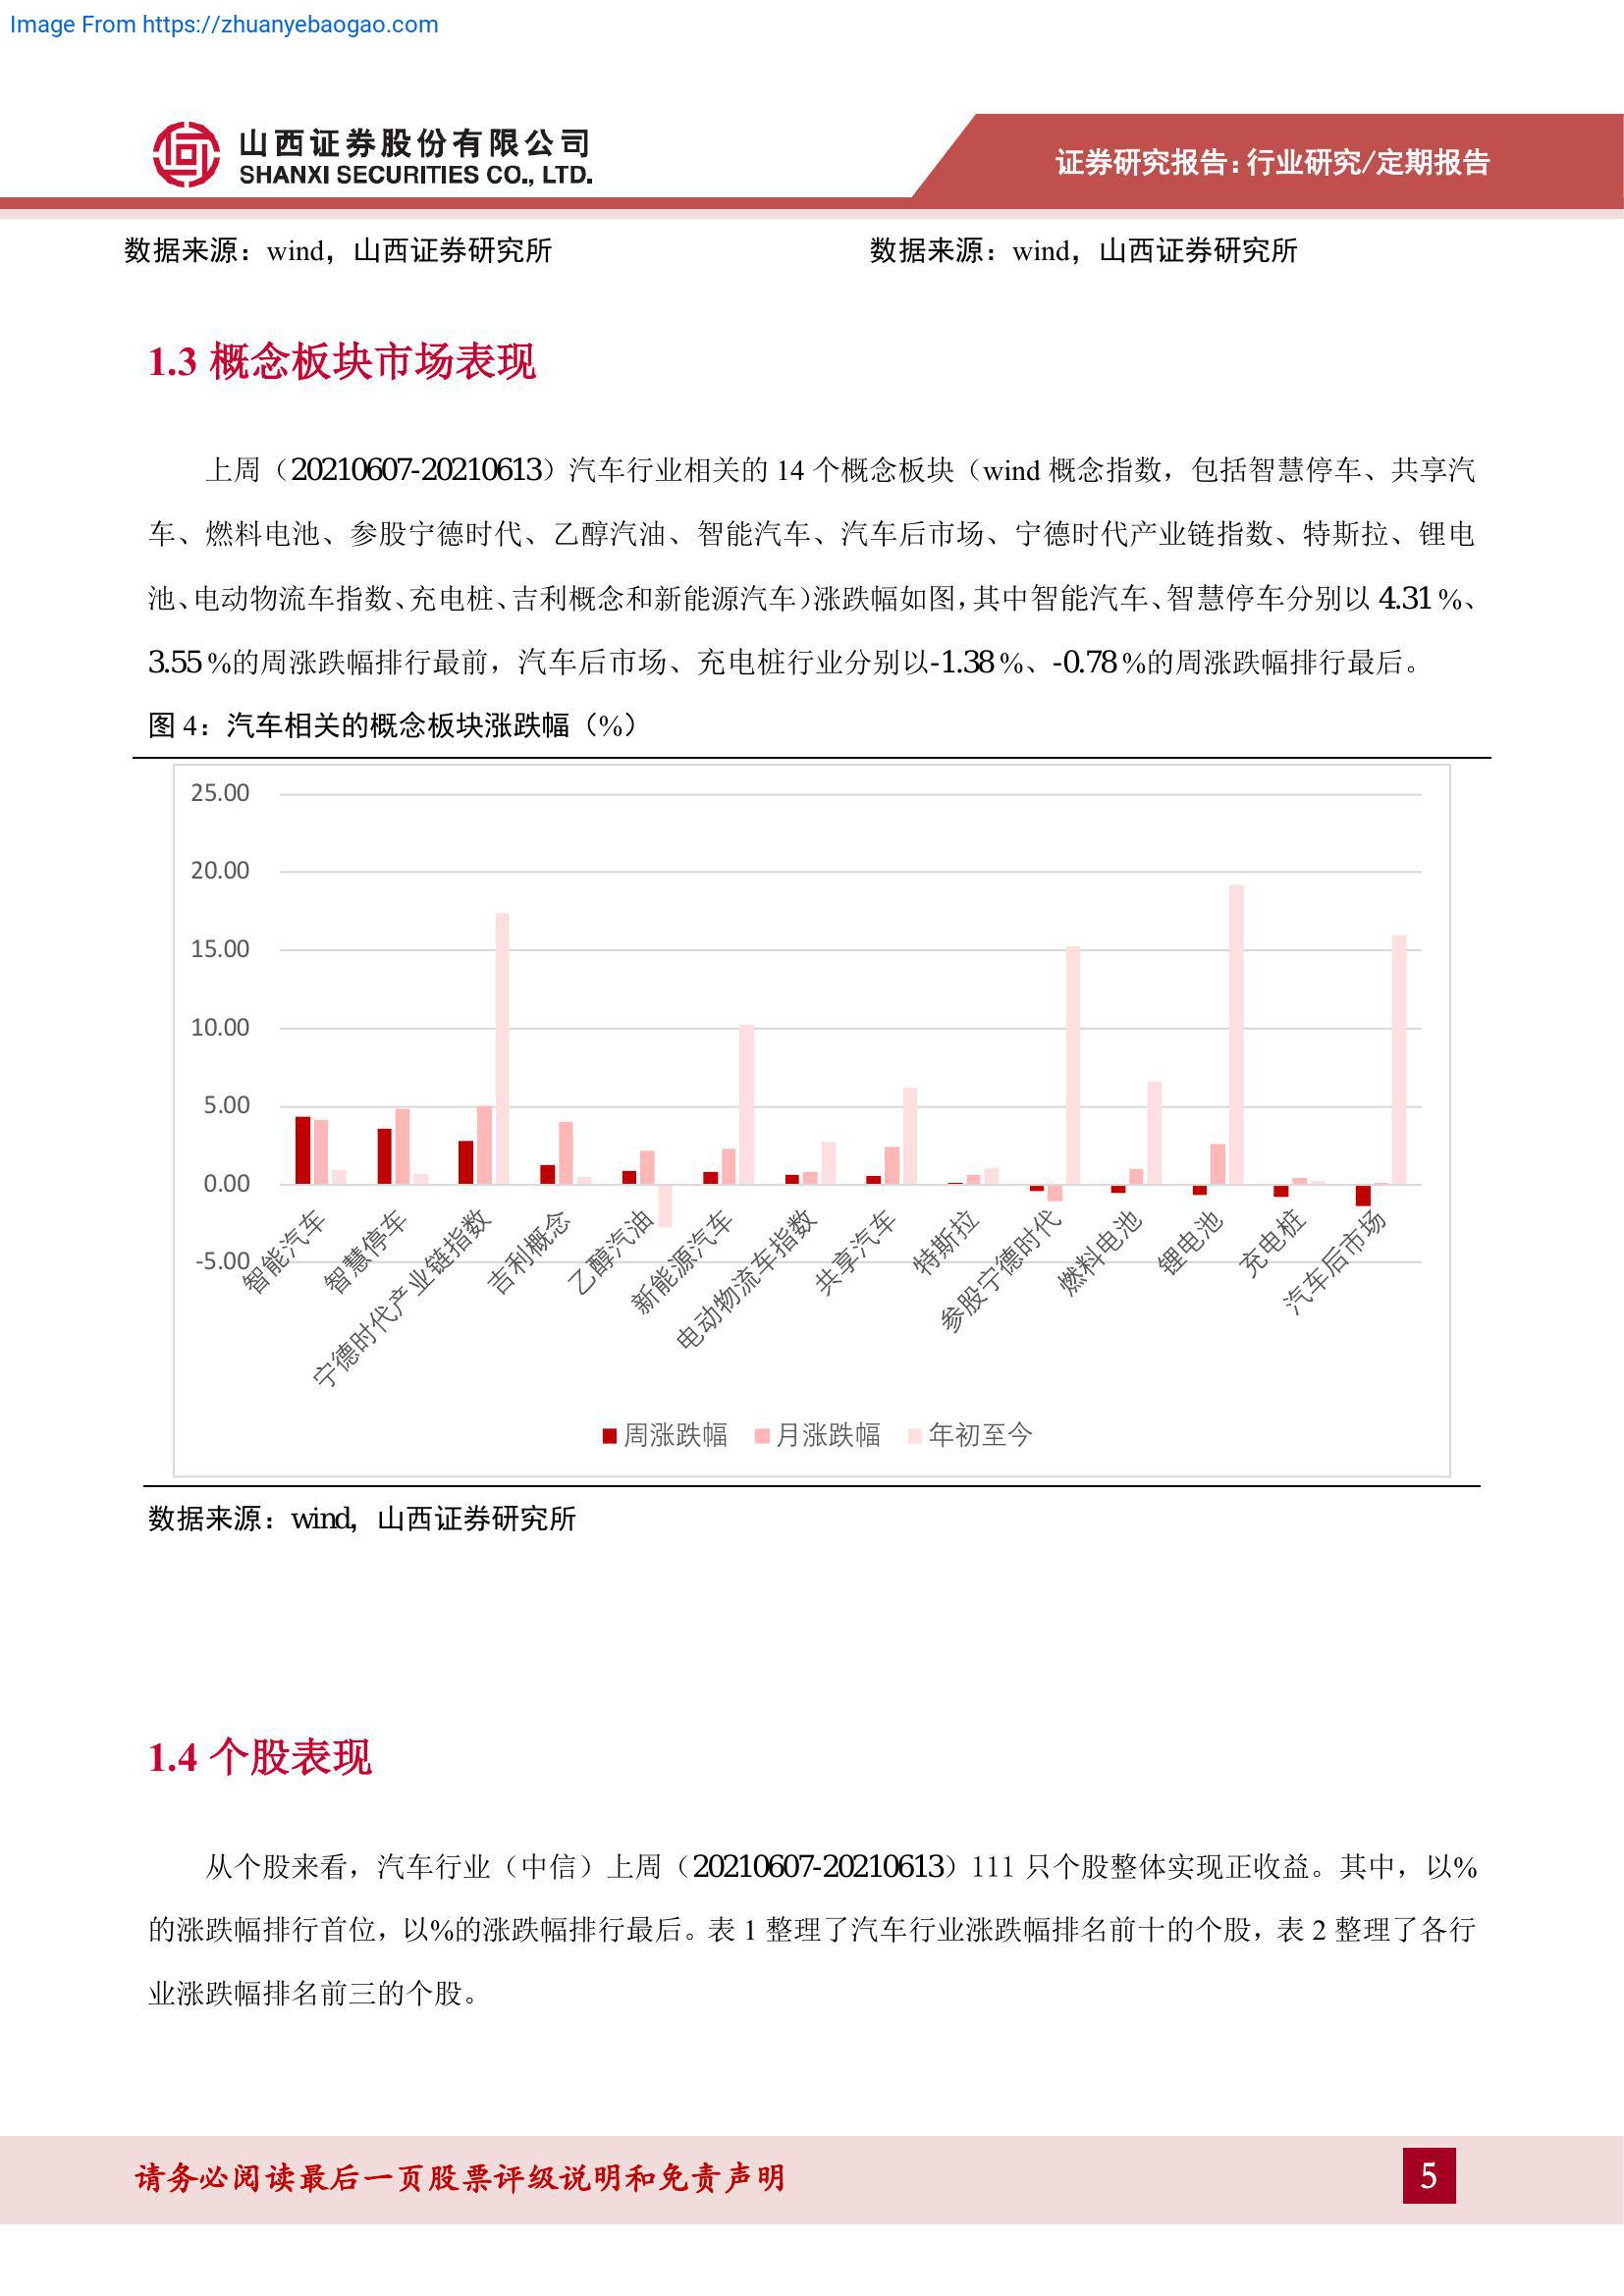 Image From https://zhuanyebaogao.com
山西证券股份有限公司
SHANXI SECURITIES CO., LTD.
证券研究报告：行业研究/定期报告
数据来源：wind，山西证券研究所
数据来源：wind，山西证券研究所
1.3 概念板块市场表现
上周（20210607-20210613）汽车行业相关的 14 个概念板块（wind 概念指数，包括智慧停车、共享汽
车、燃料电池、参股宁德时代、乙醇汽油、智能汽车、汽车后市场、宁德时代产业链指数、特斯拉、锂电
池、电动物流车指数、充电桩、吉利概念和新能源汽车）涨跌幅如图，其中智能汽车、智慧停车分别以 4.31%、
3.55%的周涨跌幅排行最前，汽车后市场、充电桩行业分别以-1.38%、-0.78%的周涨跌幅排行最后。
图 4：汽车相关的概念板块涨跌幅（%）
25.00
20.00
15.00
10.00
5.00
0.00
-5.00
智能汽车
智慧停车
宁德时代产业链指数
吉利概念
乙醇汽油
新能源汽车
电动物流车指数
共享汽车
特斯拉
参股宁德时代
燃料电池
锂电池
充电桩
汽车后市场
周涨跌幅 月涨跌幅 年初至今
数据来源：wind，山西证券研究所
1.4 个股表现
从个股来看，汽车行业（中信）上周（20210607-20210613）111 只个股整体实现正收益。其中，以%
的涨跌幅排行首位，以%的涨跌幅排行最后。表 1 整理了汽车行业涨跌幅排名前十的个股，表 2 整理了各行
业涨跌幅排名前三的个股。
请务必阅读最后一页股票评级说明和免责声明
5